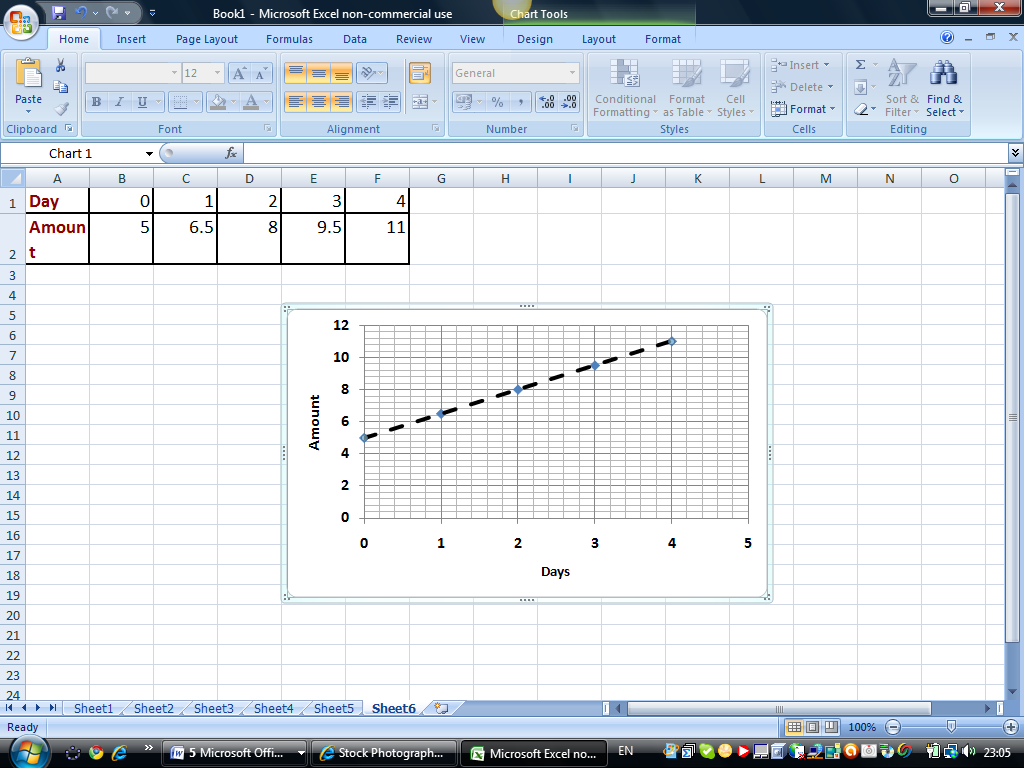 Book1 - Microsoft Excel non-commercial use
Chart Tools
Home Insert Page Layout Formulas Data Review View Design Layout Format
Paste
12
General
B I U
% ,
Conditional Formatting
Format as Table
Cell Styles
Insert
Delete
Format
Σ
Sort & Filter
Find & Select
Clipboard Font Alignment Number Styles Cells Editing
Chart 1 fx
A B C D E F G H I J K L M N O
1 Day 0 1 2 3 4
2 Amoun
t 5 6.5 8 9.5 11
3
4
5
6
7
8
9
10
11
12
13
14
15
16
17
18
19
20
21
22
23
24
12
10
8
6
4
2
0
Amount
0 1 2 3 4 5
Days
Sheet1 Sheet2 Sheet3 Sheet4 Sheet5 Sheet6
Ready 100%
5 Microsoft Offi... Stock Photograph... Microsoft Excel no... EN 23:05